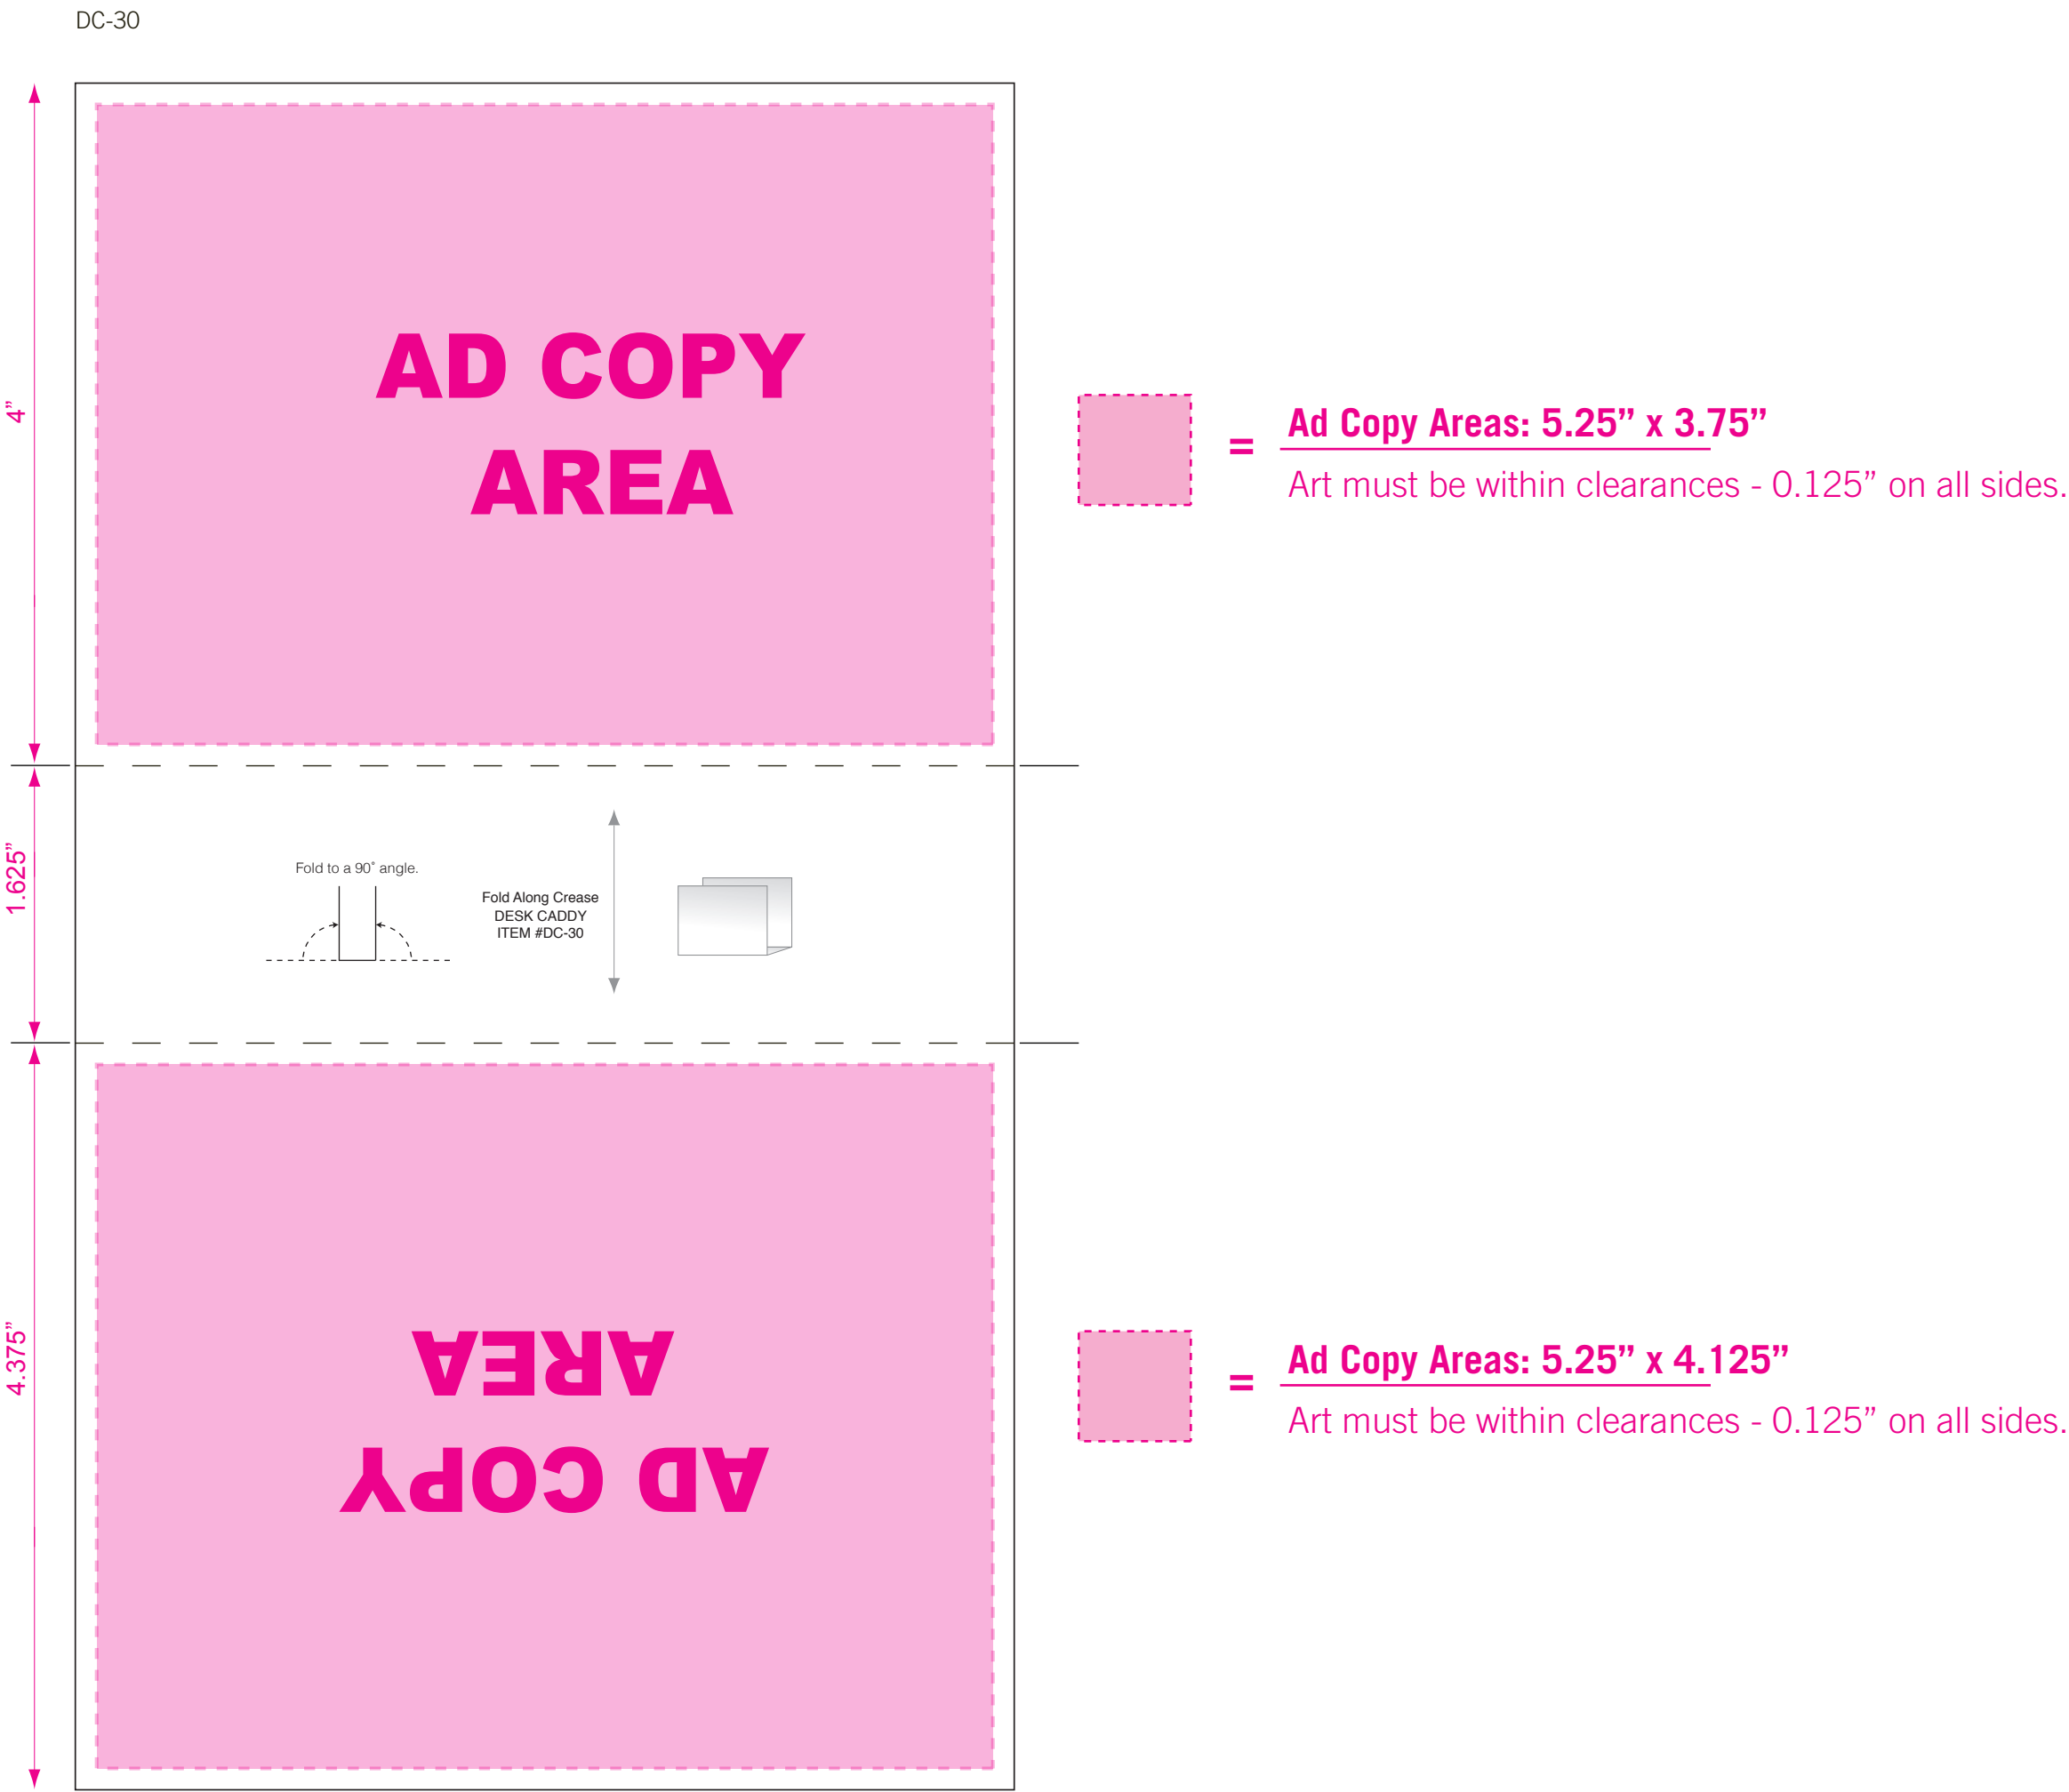 DC-30
4”
AD COPY
AREA
Ad Copy Areas: 5.25” x 3.75”
=
Art must be within clearances - 0.125” on all sides.
1.625”
Fold to a 90˚ angle.
Fold Along Crease
DESK CADDY
ITEM #DC-30
4.375”
AD COPY
AREA
Ad Copy Areas: 5.25” x 4.125”
=
Art must be within clearances - 0.125” on all sides.